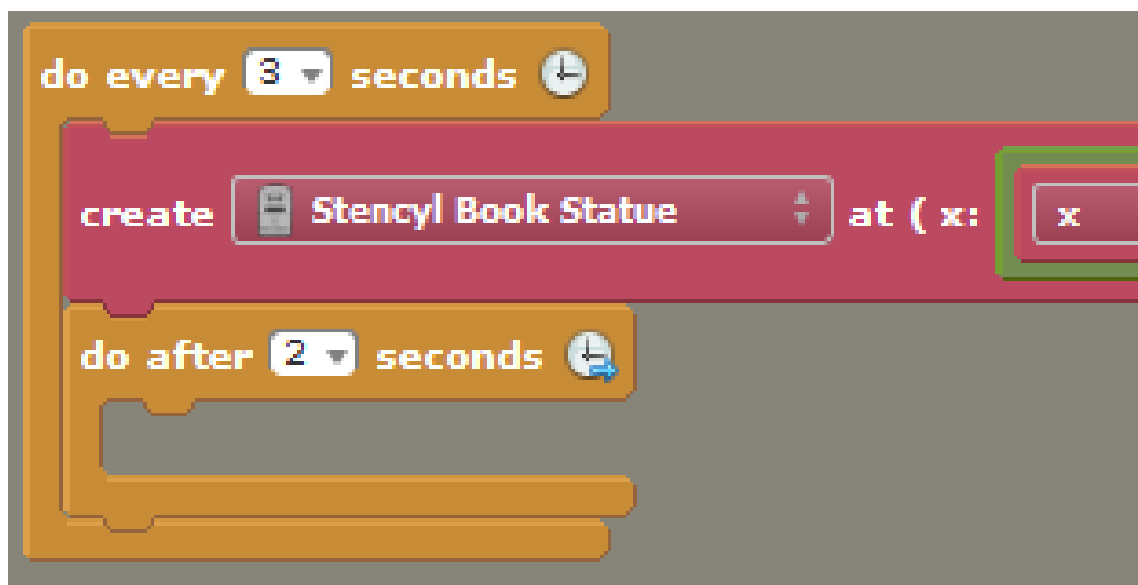 do every 3 seconds
create Stencyl Book Statue at ( x: x
do after 2 seconds